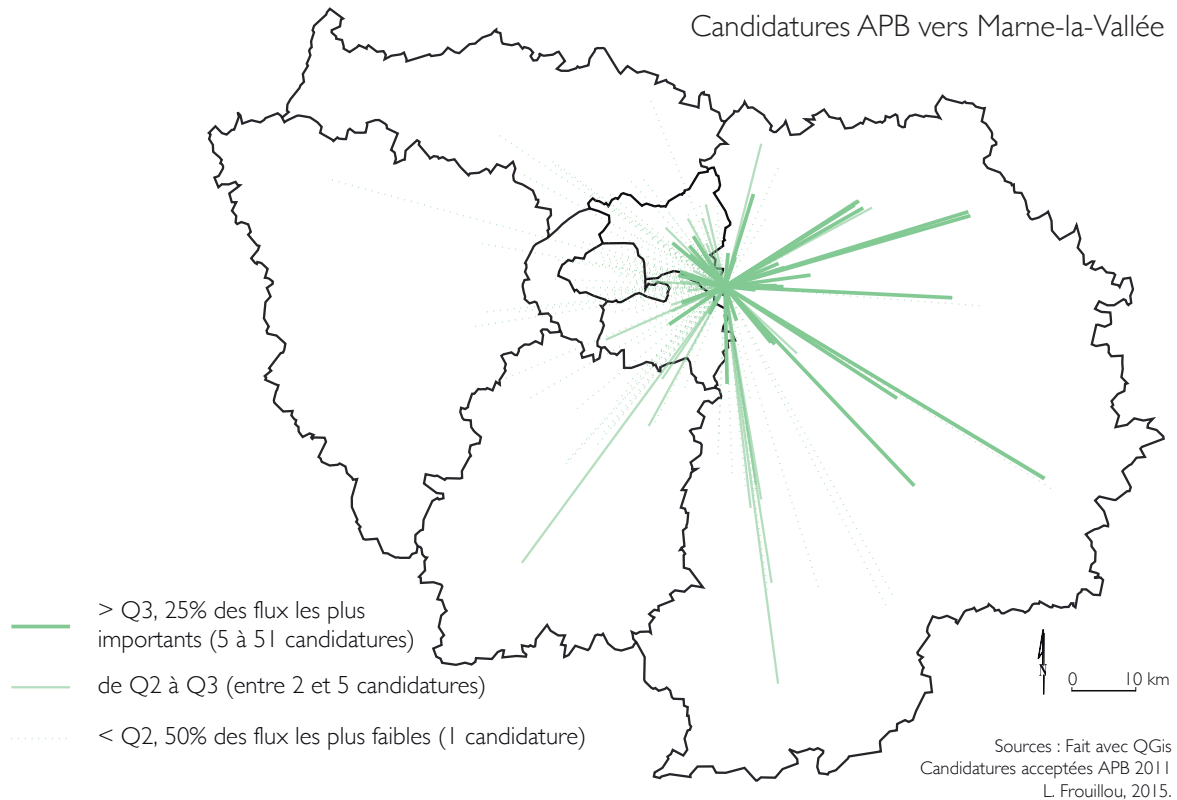 Candidatures APB vers Marne-la-Vallée
> Q3, 25% des flux les plus
importants (5 à 51 candidatures)
de Q2 à Q3 (entre 2 et 5 candidatures)
< Q2, 50% des flux les plus faibles (1 candidature)
N
0 10 km
Sources : Fait avec QGis
Candidatures acceptées APB 2011
L. Frouillou, 2015.